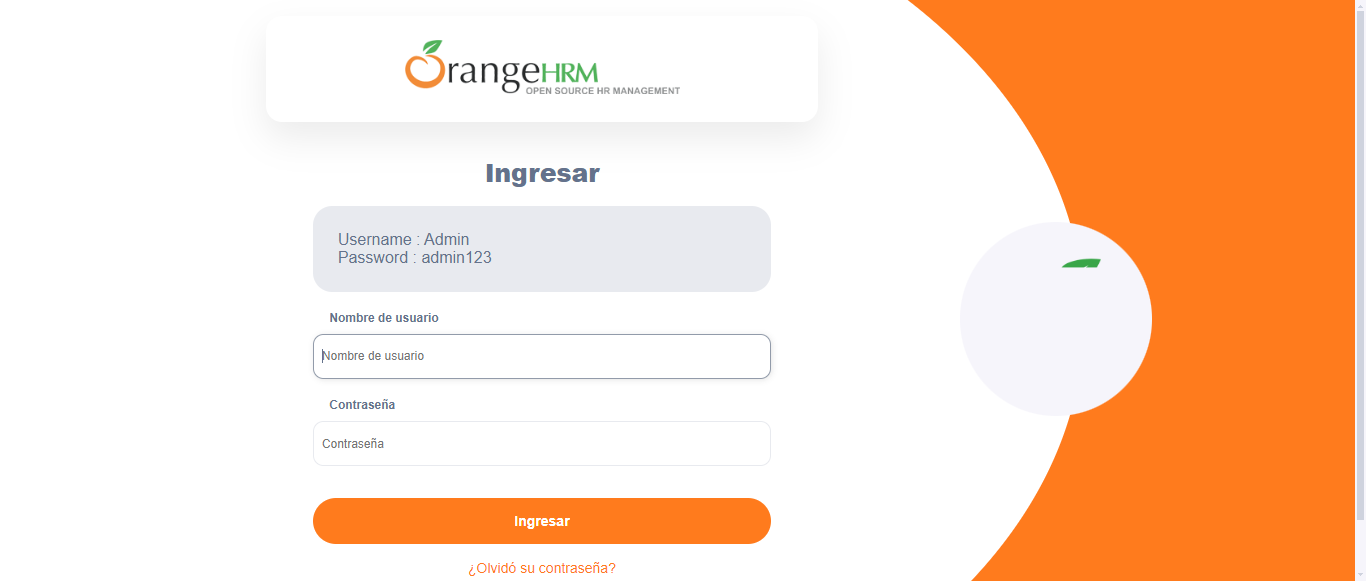 OrangeHRM
OPEN SOURCE HR MANAGEMENT
Ingresar
Username : Admin
Password : admin123
Nombre de usuario
Nombre de usuario
Contraseña
Contraseña
Ingresar
¿Olvidó su contraseña?